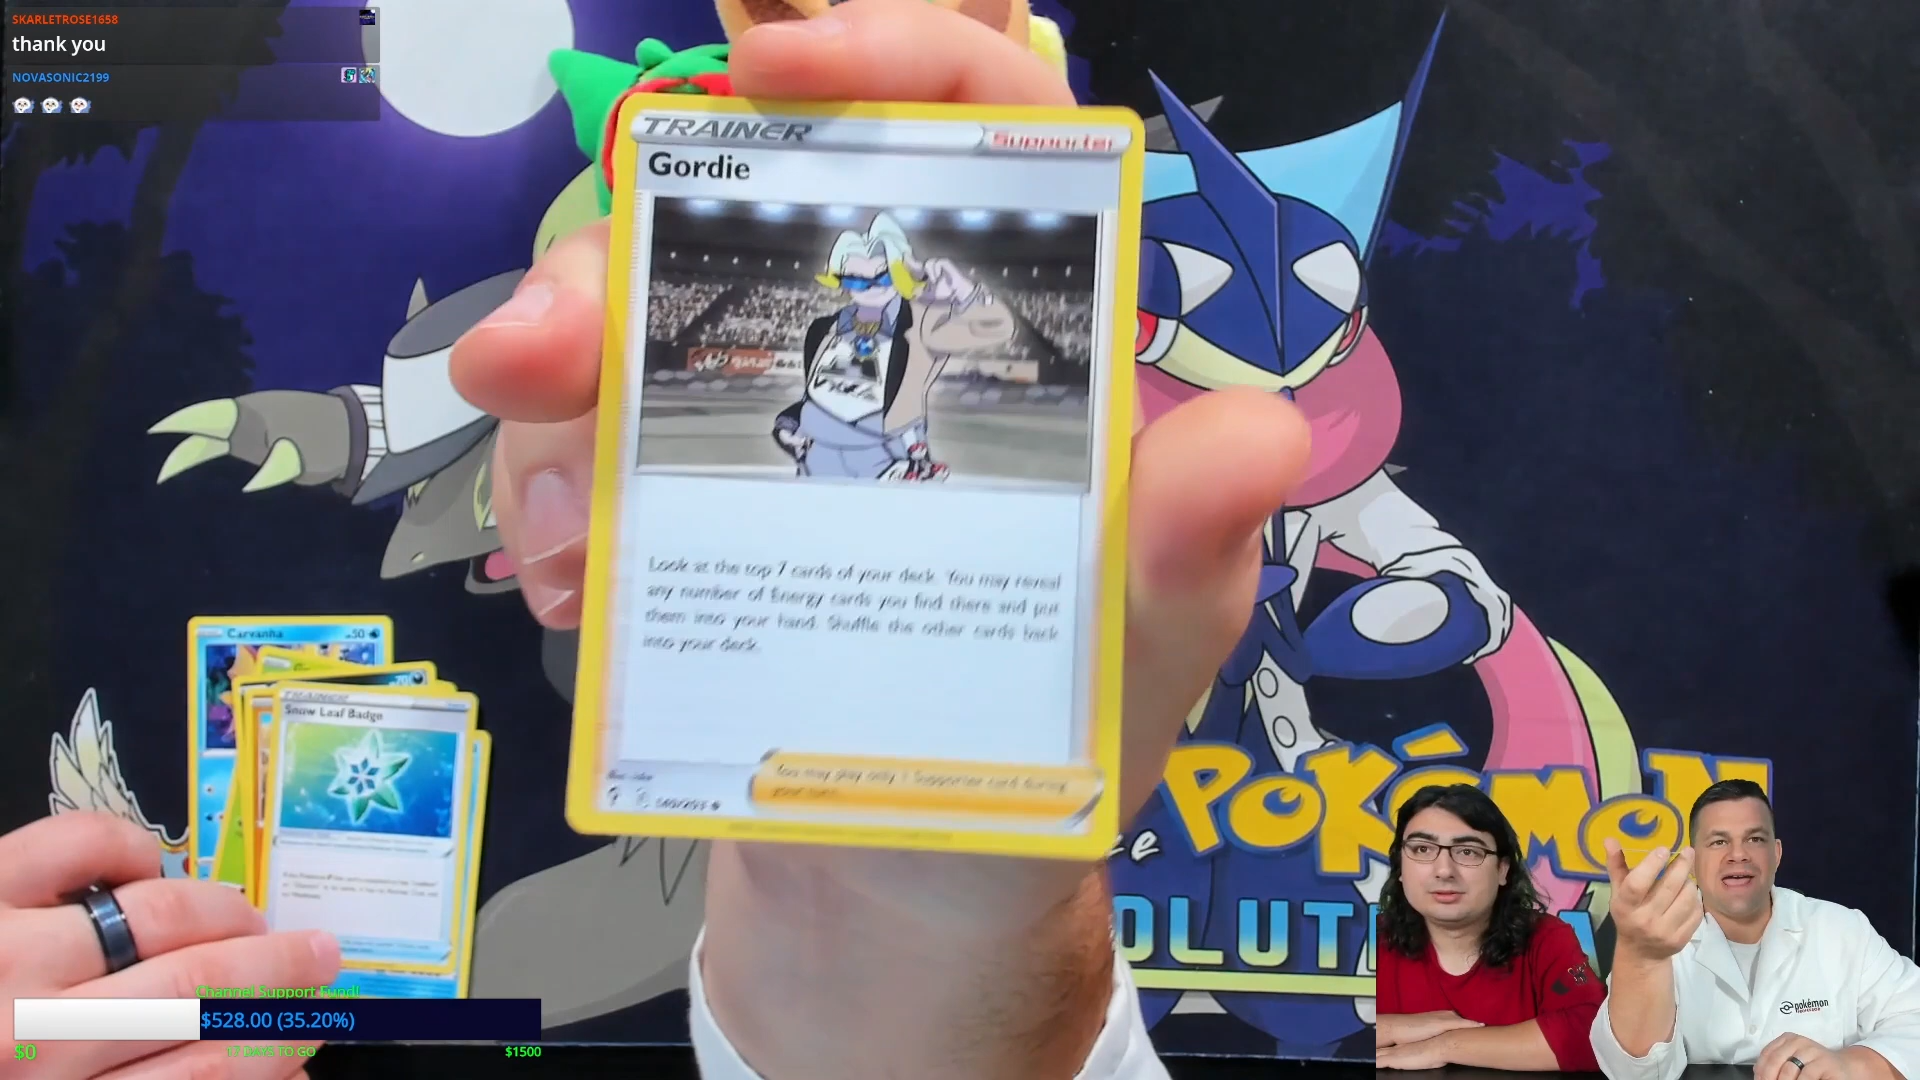 SKARLETROSE1658
thank you
NOVASONIC2199
TRAINER
Supporter
Gordie
Look at the top 7 cards of your deck. You may reveal
any number of Energy cards you find there and put
them into your hand. Shuffle the other cards back
into your deck.
You may play only 1 Supporter card during
your turn.
Carvanha
50
70
TRAINER
Snow Leaf Badge
POKÉMON
OLUTI
pokémon
Channel Support Fund!
$528.00 (35.20%)
$0
17 DAYS TO GO
$1500